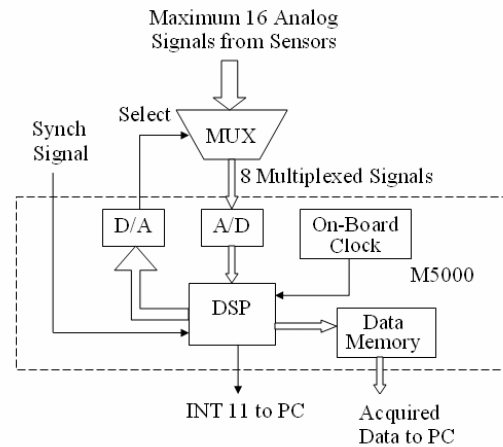 Maximum 16 Analog
Signals from Sensors
Select
MUX
Synch
Signal
8 Multiplexed Signals
D/A
A/D
On-Board
Clock
M5000
DSP
Data
Memory
INT 11 to PC
Acquired
Data to PC